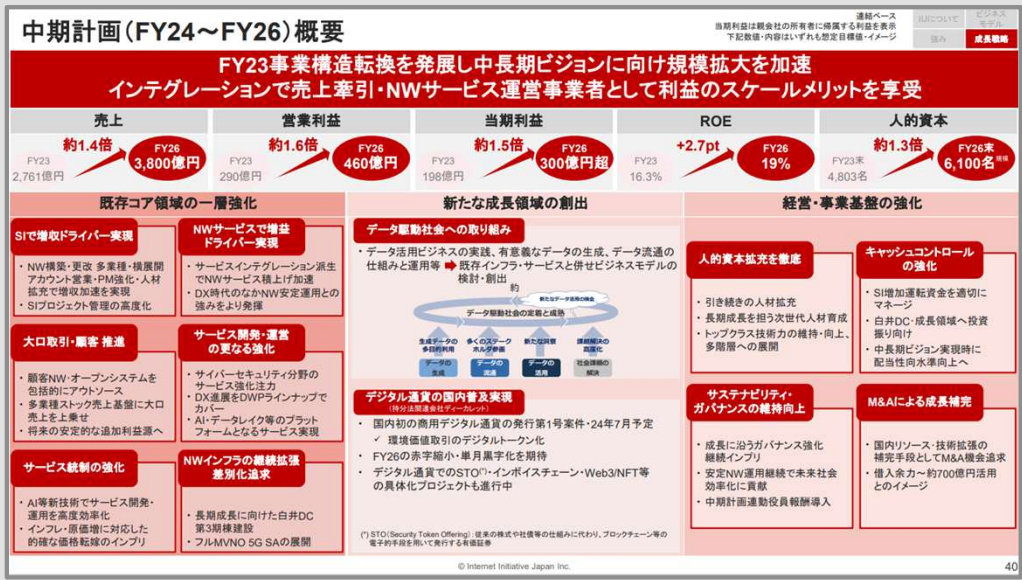 中期計画(FY24～FY26)概要
連結ベース
当期利益は親会社の所有者に帰属する利益を表示
下記数値・内容はいずれも想定目標値・イメージ
IIJについて
ビジネス
モデル
強み
成長戦略
FY23事業構造転換を発展し中長期ビジョンに向け規模拡大を加速
インテグレーションで売上牽引・NWサービス運営事業者として利益のスケールメリットを享受
売上
約1.4倍
FY23
2,761億円
FY26
3,800億円
営業利益
約1.6倍
FY23
290億円
FY26
460億円
当期利益
約1.5倍
FY23
198億円
FY26
300億円超
ROE
+2.7pt
FY23
16.3%
FY26
19%
人的資本
約1.3倍
FY23末
4,803名
FY26末
6,100名規模
既存コア領域の一層強化
SIで増収ドライバー実現
・NW構築・更改 多業種・横展開
アカウント営業・PM強化・人材
拡充で増収加速を実現
・SIプロジェクト管理の高度化
NWサービスで増益
ドライバー実現
・サービスインテグレーション派生
でNWサービス積上げ加速
・DX時代のなかNW安定運用との
強みをより発揮
大口取引・顧客 推進
・顧客NW・オープンシステムを
包括的にアウトソース
・多業種ストック売上基盤に大口
売上を上乗せ
・将来の安定的な追加利益源へ
サービス開発・運営
の更なる強化
・サイバーセキュリティ分野の
サービス強化注力
・DX進展をDWPラインナップで
カバー
・AI・データレイク等のプラット
フォームとなるサービス実現
サービス統制の強化
・AI等新技術でサービス開発・
運用を高度効率化
・インフレ・原価増に対応した
的確な価格転嫁のインプリ
NWインフラの継続拡張
差別化追求
・長期成長に向けた白井DC
第3期棟建設
・フルMVNO 5G SAの展開
新たな成長領域の創出
データ駆動社会への取り組み
・データ活用ビジネスの実践、有意義なデータの生成、データ流通の
仕組みと運用等 ➡ 既存インフラ・サービスと併せビジネスモデルの
検討・創出
約
新たなデータ活用の機会
データ駆動社会の定着と成熟
生成データの
多目的利用
多くのステーク
ホルダ参画
新たな洞察
課題解決の
高度化
データの
生成
データの
流通
データの
活用
社会課題の
解決
デジタル通貨の国内普及実現
(持分法関連会社ディーカレット)
・国内初の商用デジタル通貨の発行第1号案件・24年7月予定
✓ 環境価値取引のデジタルトークン化
・FY26の赤字縮小・単月黒字化を期待
・デジタル通貨でのSTO(*)・インボイスチェーン・Web3/NFT等
の具体化プロジェクトも進行中
(*) STO(Security Token Offering):従来の株式や社債等の仕組みに代わり、ブロックチェーン等の
電子的手段を用いて発行する有価証券
経営・事業基盤の強化
人的資本拡充を徹底
・引き続きの人材拡充
・長期成長を担う次世代人材育成
・トップクラス技術力の維持・向上、
多階層への展開
キャッシュコントロール
の強化
・SI増加運転資金を適切に
マネージ
・白井DC・成長領域へ投資
振り向け
・中長期ビジョン実現時に
配当性向水準向上へ
サステナビリティ・
ガバナンスの維持向上
・成長に沿うガバナンス強化
継続インプリ
・安定NW運用継続で未来社会
効率化に貢献
・中期計画連動役員報酬導入
M&Aによる成長補完
・国内リソース・技術拡張の
補完手段としてM&A機会追求
・借入余力～約700億円活用
とのイメージ
© Internet Initiative Japan Inc.
40